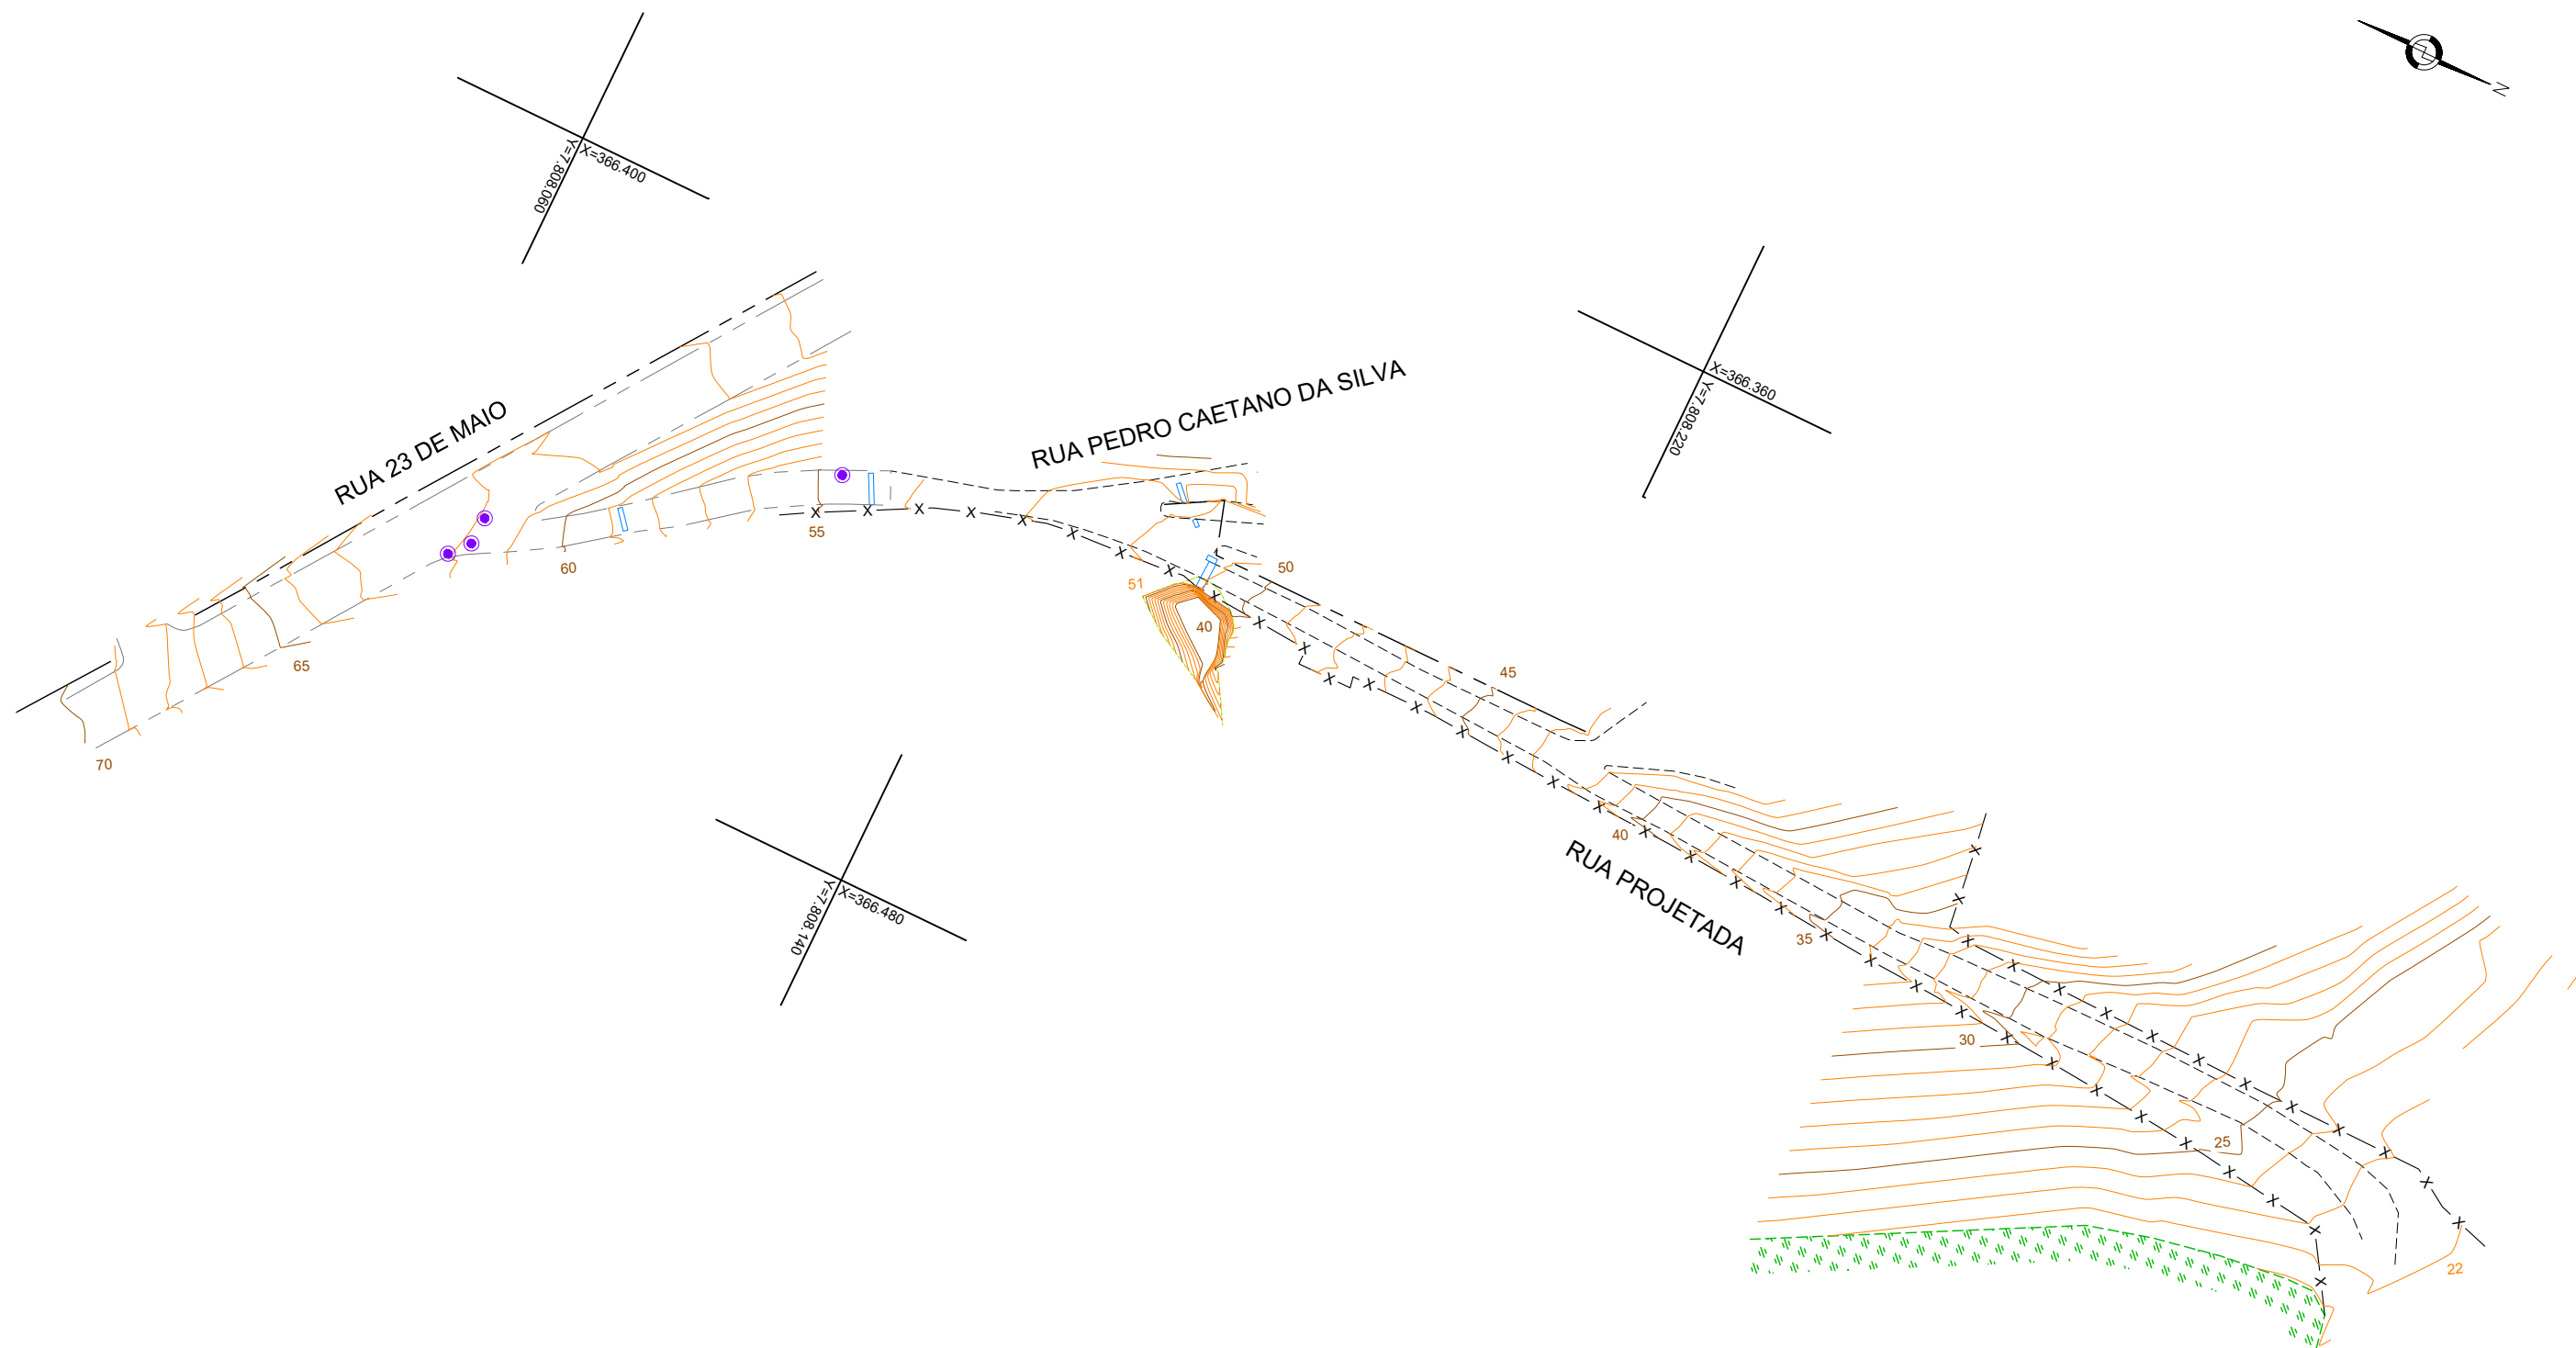 N
X=366.400
Y=7.808.060
X=366.360
Y=7.808.220
RUA PEDRO CAETANO DA SILVA
RUA 23 DE MAIO
55
60
51
50
40
65
45
70
40
RUA PROJETADA
X=366.480
Y=7.808.140
35
30
25
22